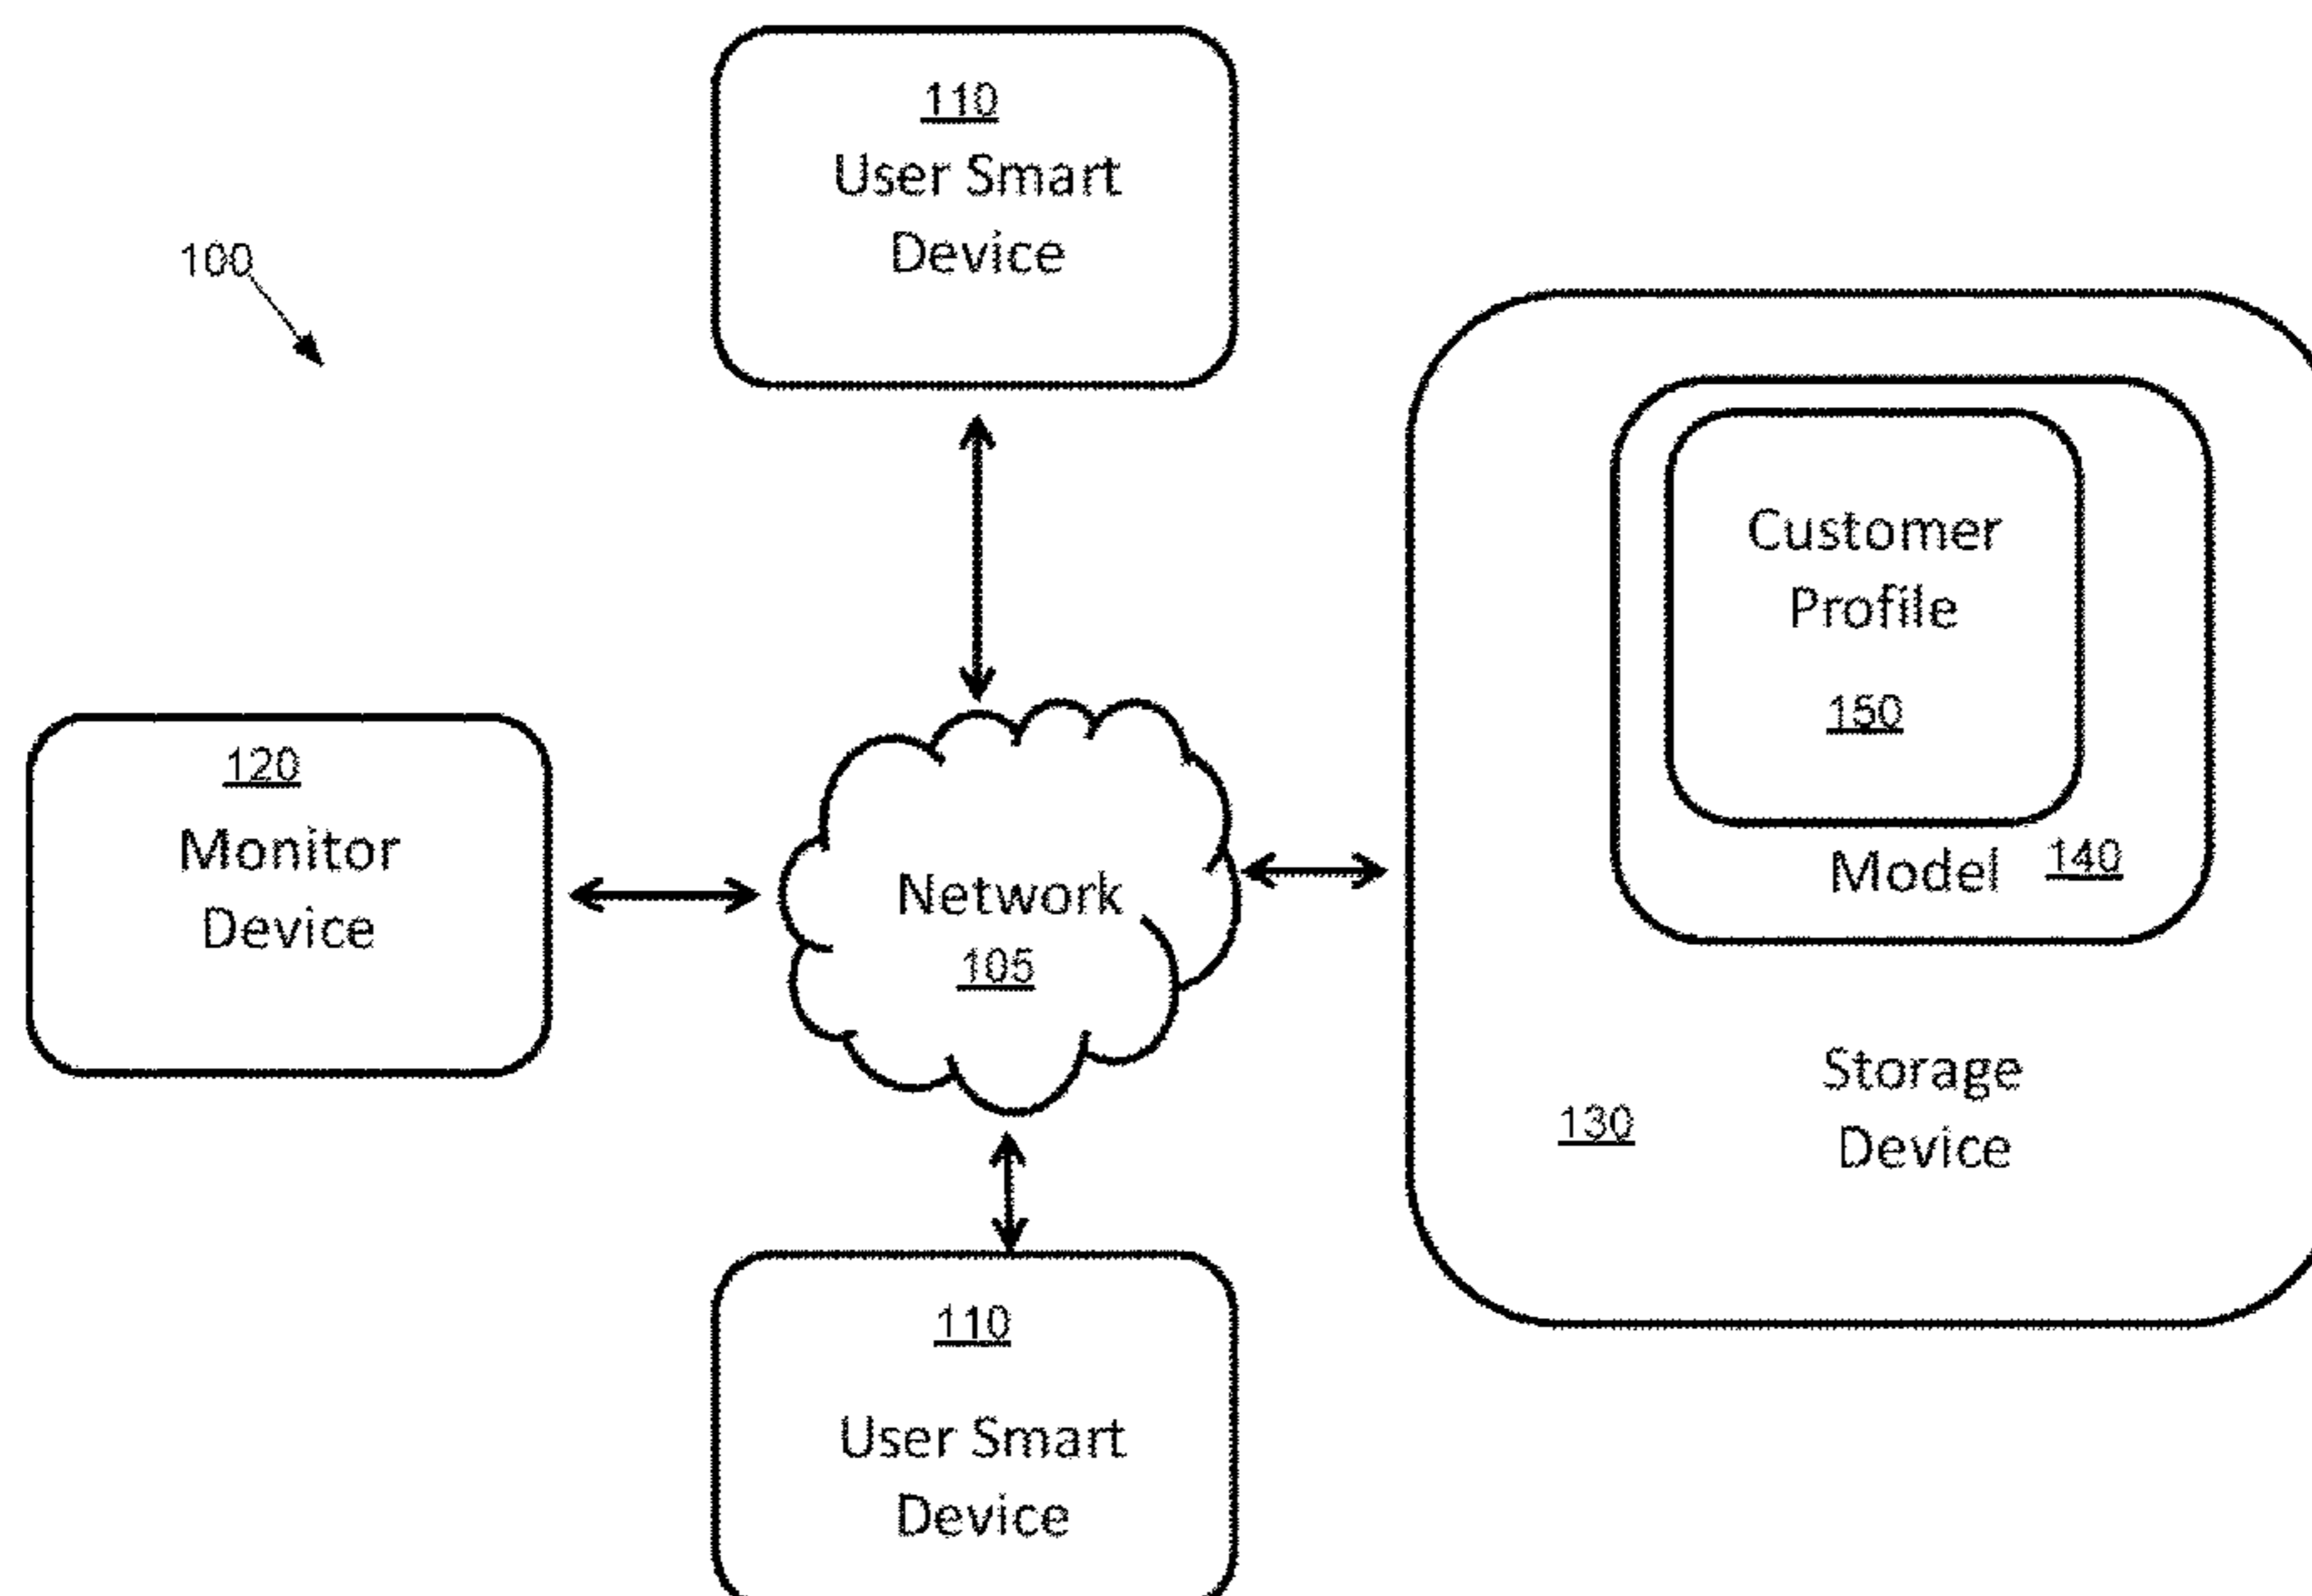 110
User Smart
Device
100
Customer
Profile
150
120
Monitor
Device
Model 140
Network
105
Storage
Device
130
110
User Smart
Device